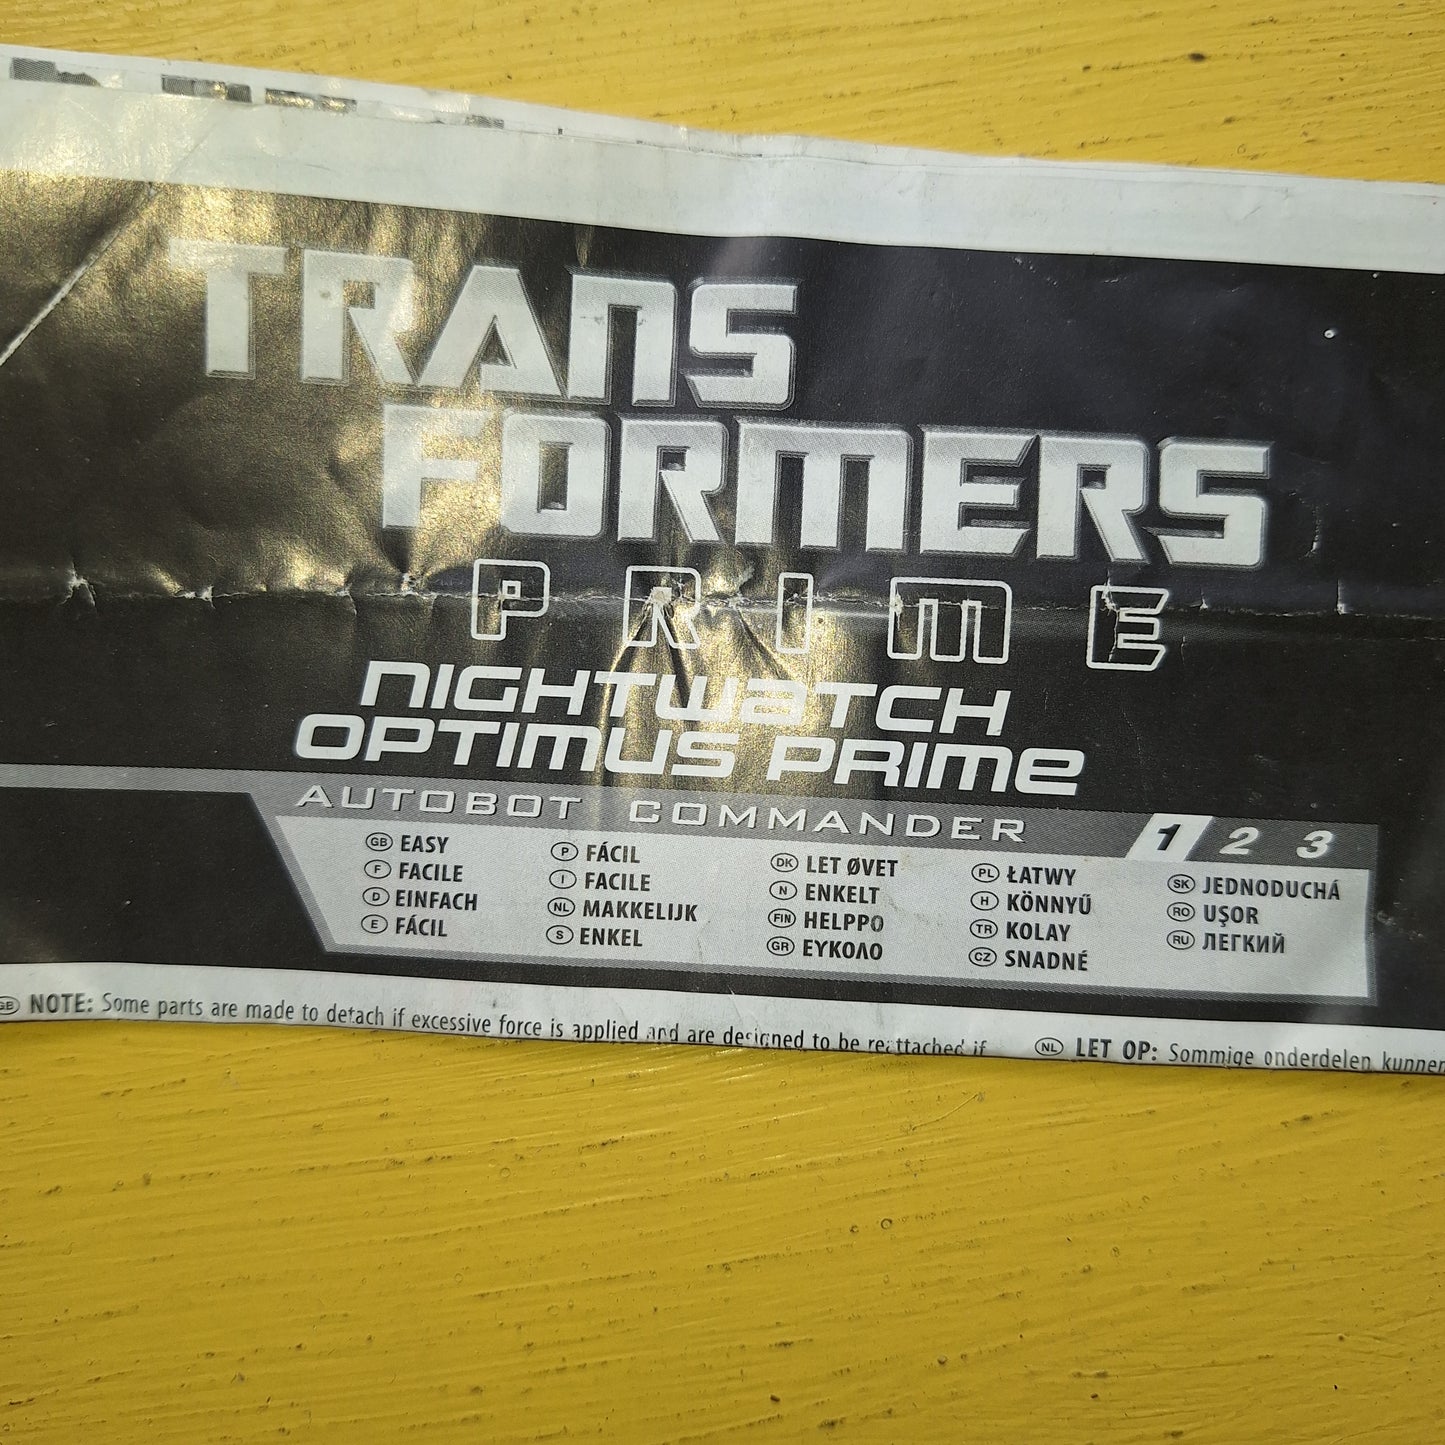 TRANS
FORMERS
PRIME
NIGHTWATCH
OPTIMUS PRIME
AUTOBOT COMMANDER
1 2 3
GB EASY
F FACILE
D EINFACH
E FÁCIL
P FÁCIL
I FACILE
NL MAKKELIJK
S ENKEL
DK LET ØVET
N ENKELT
FIN HELPPO
GR ΕΥΚΟΛΟ
PL ŁATWY
H KÖNNYŰ
TR KOLAY
CZ SNADNÉ
SK JEDNODUCHÁ
RO UŞOR
RU ЛЕГКИЙ
GB NOTE: Some parts are made to detach if excessive force is applied and are designed to be reattached if
NL LET OP: Sommige onderdelen kunnen